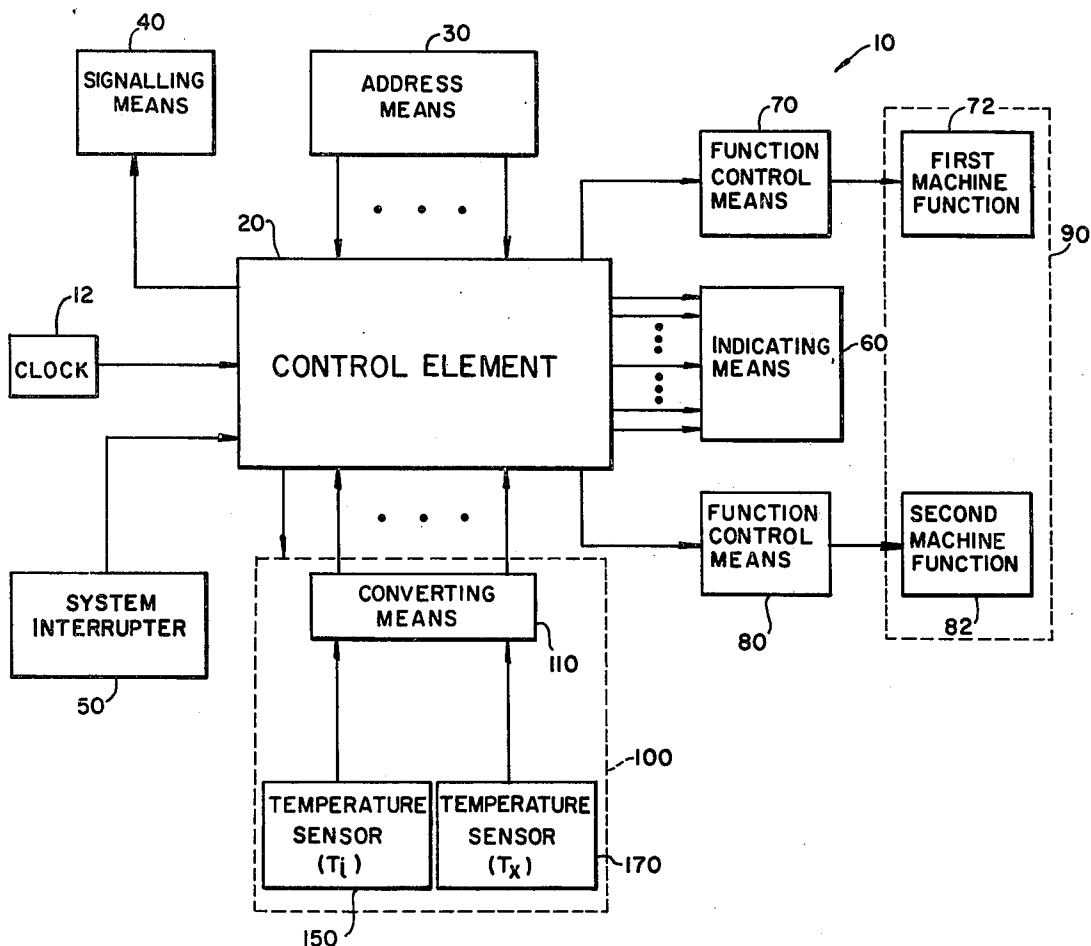 40
SIGNALLING
MEANS
30
ADDRESS
MEANS
10
70
FUNCTION
CONTROL
MEANS
72
FIRST
MACHINE
FUNCTION
90
20
CONTROL ELEMENT
12
CLOCK
INDICATING
MEANS
60
SYSTEM
INTERRUPTER
50
FUNCTION
CONTROL
MEANS
80
SECOND
MACHINE
FUNCTION
82
CONVERTING
MEANS
110
100
TEMPERATURE
SENSOR
(Ti)
150
TEMPERATURE
SENSOR
(Tx)
170